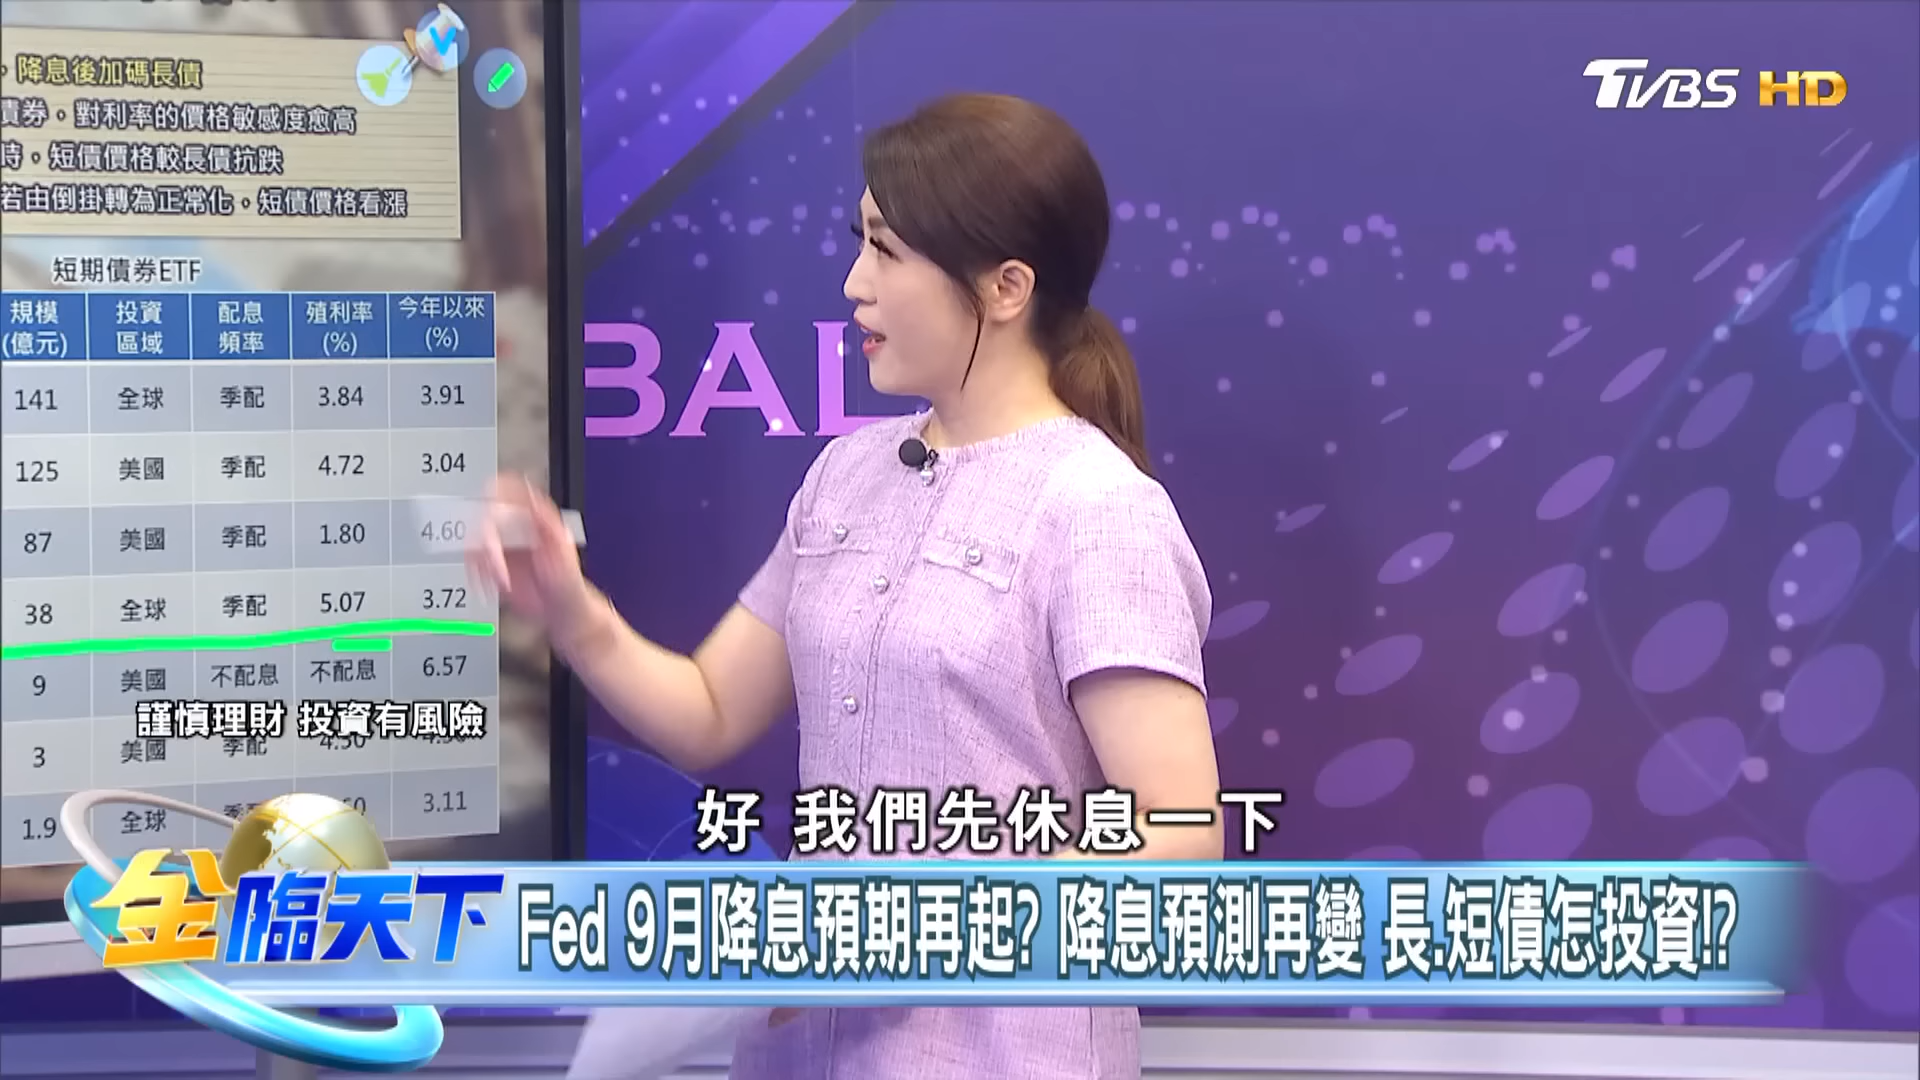 TVBS HD
，降息後加碼長債
債券，對利率的價格敏感度愈高
時，短債價格較長債抗跌
若由倒掛轉為正常化，短債價格看漲
短期債券ETF
規模(億元) 投資區域 配息頻率 殖利率(%) 今年以來(%)
141 全球 季配 3.84 3.91
125 美國 季配 4.72 3.04
87 美國 季配 1.80 4.60
38 全球 季配 5.07 3.72
9 美國 不配息 不配息 6.57
謹慎理財 投資有風險
3 美國 季配
1.9 全球 3.11
BAL
好 我們先休息一下
金臨天下
Fed 9月降息預期再起? 降息預測再變 長.短債怎投資!?